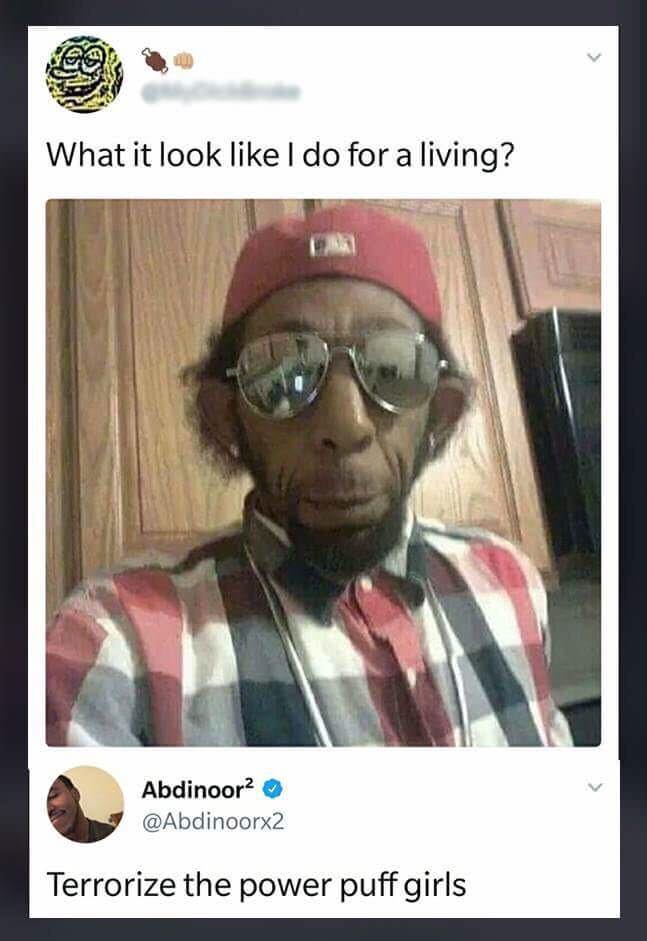 What it look like I do for a living?
Abdinoor²
@Abdinoorx2
Terrorize the power puff girls